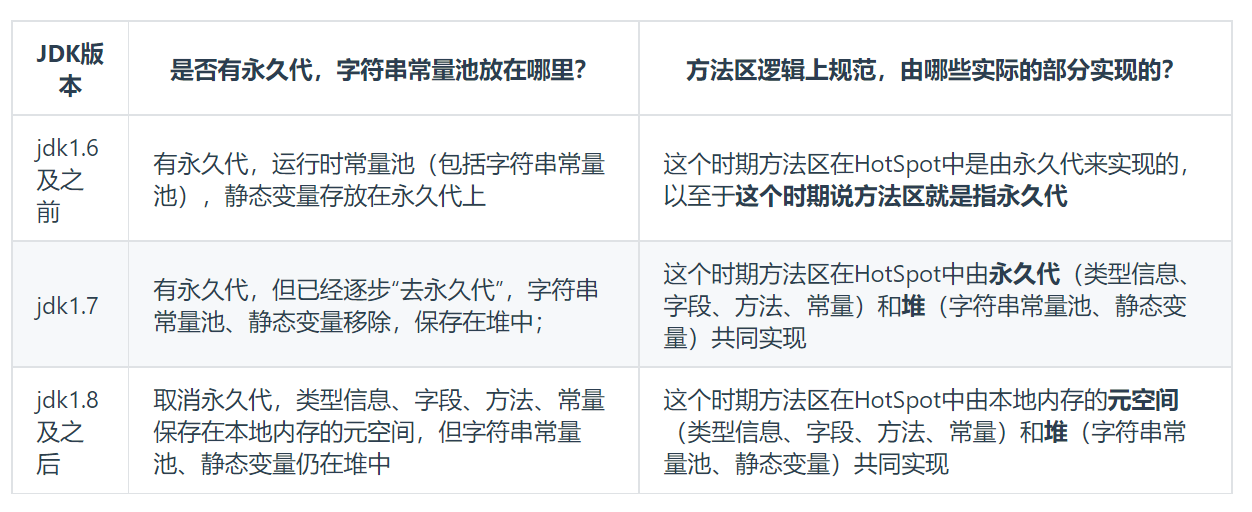 JDK版
本
是否有永久代，字符串常量池放在哪里？
方法区逻辑上规范，由哪些实际的部分实现的？
jdk1.6
及之
前
有永久代，运行时常量池（包括字符串常量
池），静态变量存放在永久代上
这个时期方法区在HotSpot中是由永久代来实现的，
以至于这个时期说方法区就是指永久代
jdk1.7
有永久代，但已经逐步“去永久代”，字符串
常量池、静态变量移除，保存在堆中；
这个时期方法区在HotSpot中由永久代（类型信息、
字段、方法、常量）和堆（字符串常量池、静态变
量）共同实现
jdk1.8
及之
后
取消永久代，类型信息、字段、方法、常量
保存在本地内存的元空间，但字符串常量
池、静态变量仍在堆中
这个时期方法区在HotSpot中由本地内存的元空间
（类型信息、字段、方法、常量）和堆（字符串常
量池、静态变量）共同实现